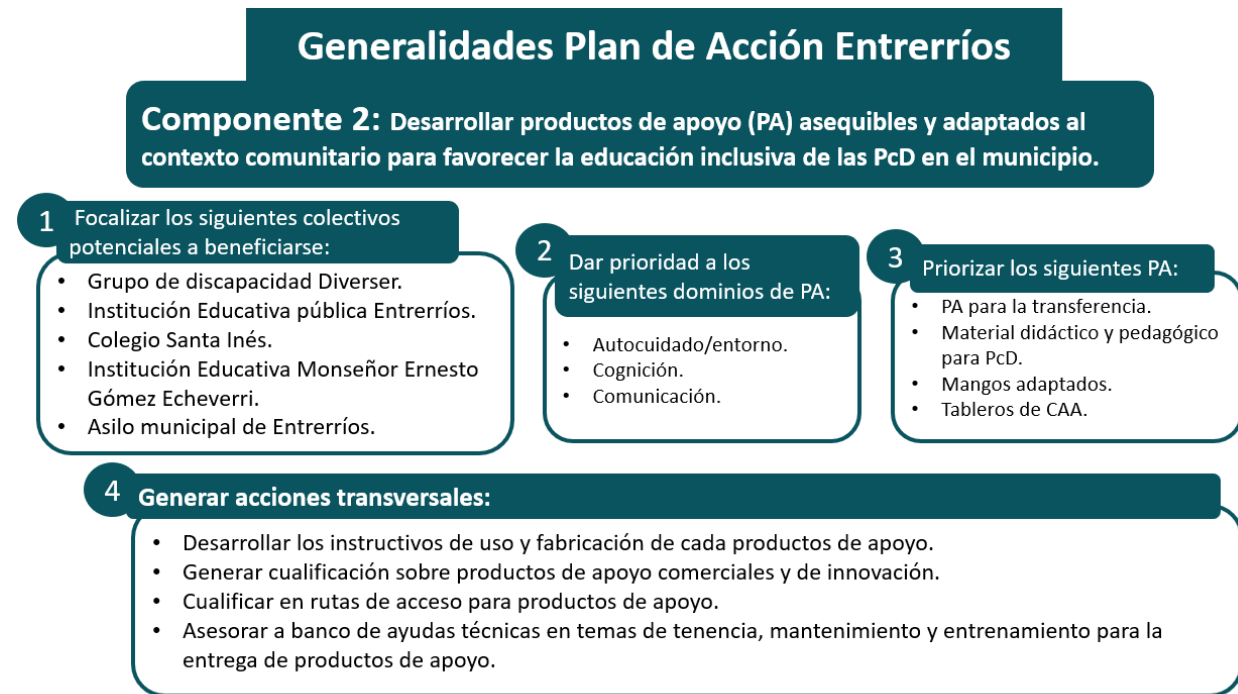 Generalidades Plan de Acción Entrerríos
Componente 2: Desarrollar productos de apoyo (PA) asequibles y adaptados al
contexto comunitario para favorecer la educación inclusiva de las PcD en el municipio.
1
Focalizar los siguientes colectivos
potenciales a beneficiarse:
• Grupo de discapacidad Diverser.
• Institución Educativa pública Entrerríos.
• Colegio Santa Inés.
• Institución Educativa Monseñor Ernesto
Gómez Echeverri.
• Asilo municipal de Entrerríos.
2
Dar prioridad a los
siguientes dominios de PA:
• Autocuidado/entorno.
• Cognición.
• Comunicación.
3
Priorizar los siguientes PA:
• PA para la transferencia.
• Material didáctico y pedagógico
para PcD.
• Mangos adaptados.
• Tableros de CAA.
4
Generar acciones transversales:
• Desarrollar los instructivos de uso y fabricación de cada productos de apoyo.
• Generar cualificación sobre productos de apoyo comerciales y de innovación.
• Cualificar en rutas de acceso para productos de apoyo.
• Asesorar a banco de ayudas técnicas en temas de tenencia, mantenimiento y entrenamiento para la
entrega de productos de apoyo.